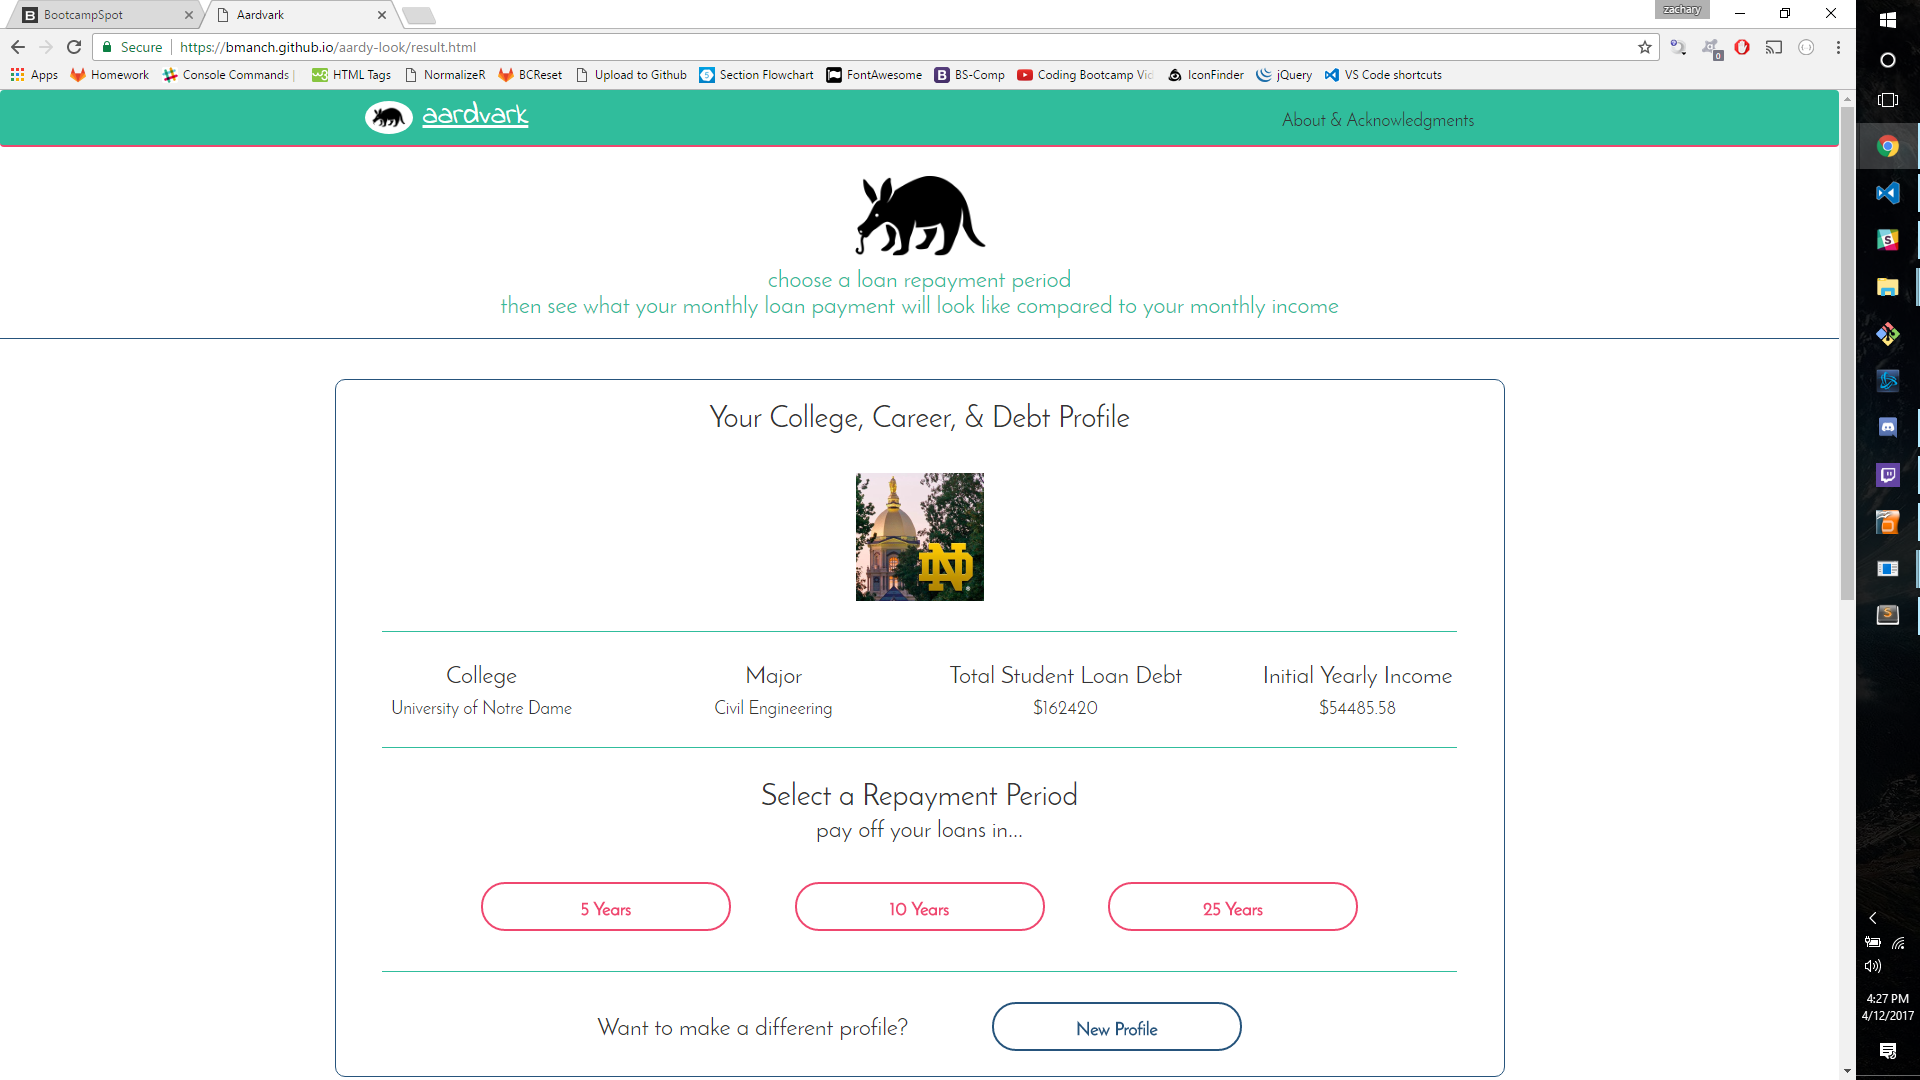 BootcampSpot
Aardvark
zachary
Secure
https://bmanch.github.io/aardy-look/result.html
0
Apps
Homework
Console Commands
HTML Tags
NormalizeR
BCReset
Upload to Github
Section Flowchart
FontAwesome
BS-Comp
Coding Bootcamp Vid
IconFinder
jQuery
VS Code shortcuts
aardvark
About & Acknowledgments
choose a loan repayment period
then see what your monthly loan payment will look like compared to your monthly income
Your College, Career, & Debt Profile
ND
College
Major
Total Student Loan Debt
Initial Yearly Income
University of Notre Dame
Civil Engineering
$162420
$54485.58
Select a Repayment Period
pay off your loans in...
5 Years
10 Years
25 Years
Want to make a different profile?
New Profile
4:27 PM
4/12/2017